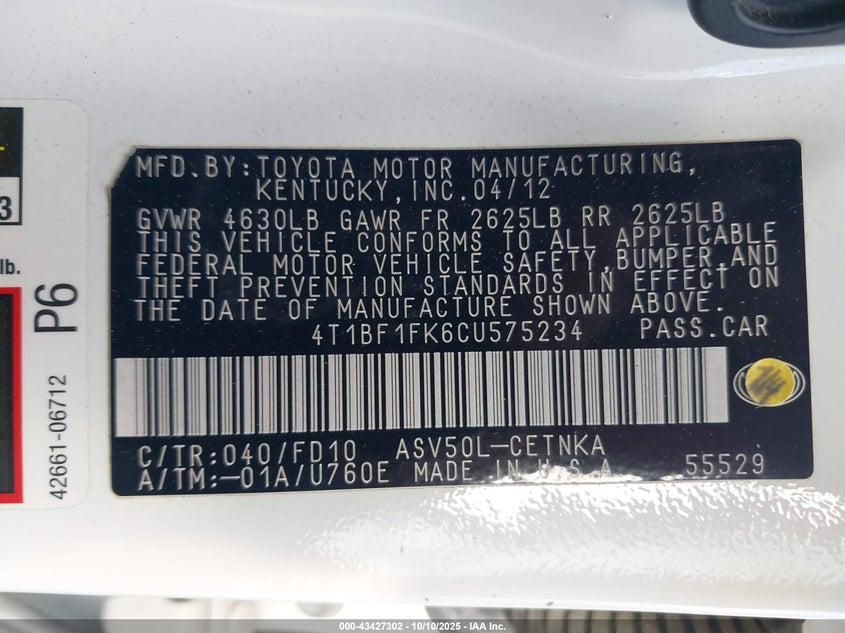 MFD.BY:TOYOTA MOTOR MANUFACTURING,
KENTUCKY,INC.04/12
GVWR 4630LB GAWR FR 2625LB RR 2625LB
THIS VEHICLE CONFORMS TO ALL APPLICABLE
FEDERAL MOTOR VEHICLE SAFETY,BUMPER,AND
THEFT PREVENTION STANDARDS IN EFFECT ON
THE DATE OF MANUFACTURE SHOWN ABOVE.
4T1BF1FK6CU575234 PASS.CAR
C/TR:040/FD10 ASV50L-CETNKA
A/TM:-01A/U760E MADE IN U.S.A 55529
3
lb.
P6
42661-06712
000-43427302 - 10/10/2025 - IAA Inc.